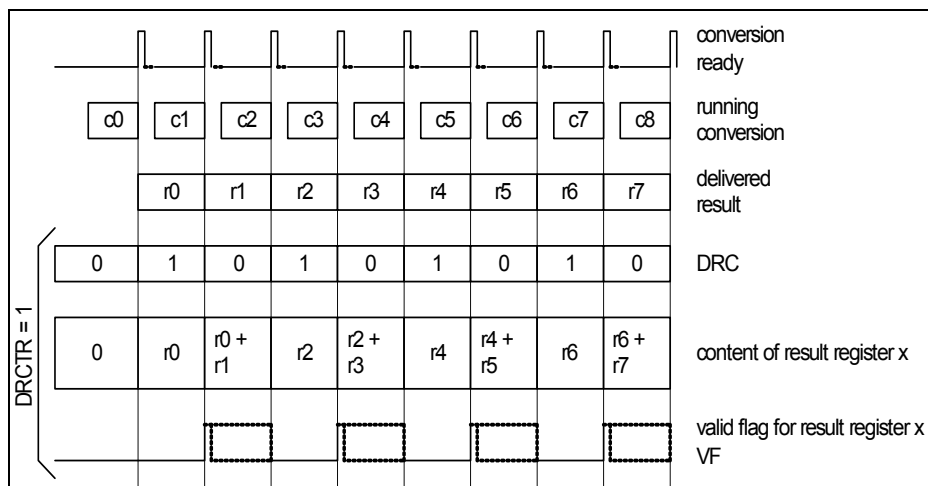 conversion
ready
c0 c1 c2 c3 c4 c5 c6 c7 c8
running
conversion
r0 r1 r2 r3 r4 r5 r6 r7
delivered
result
DRCTR = 1
0 1 0 1 0 1 0 1 0
DRC
0 r0 r0 + r1 r2 r2 + r3 r4 r4 + r5 r6 r6 + r7
content of result register x
valid flag for result register x
VF